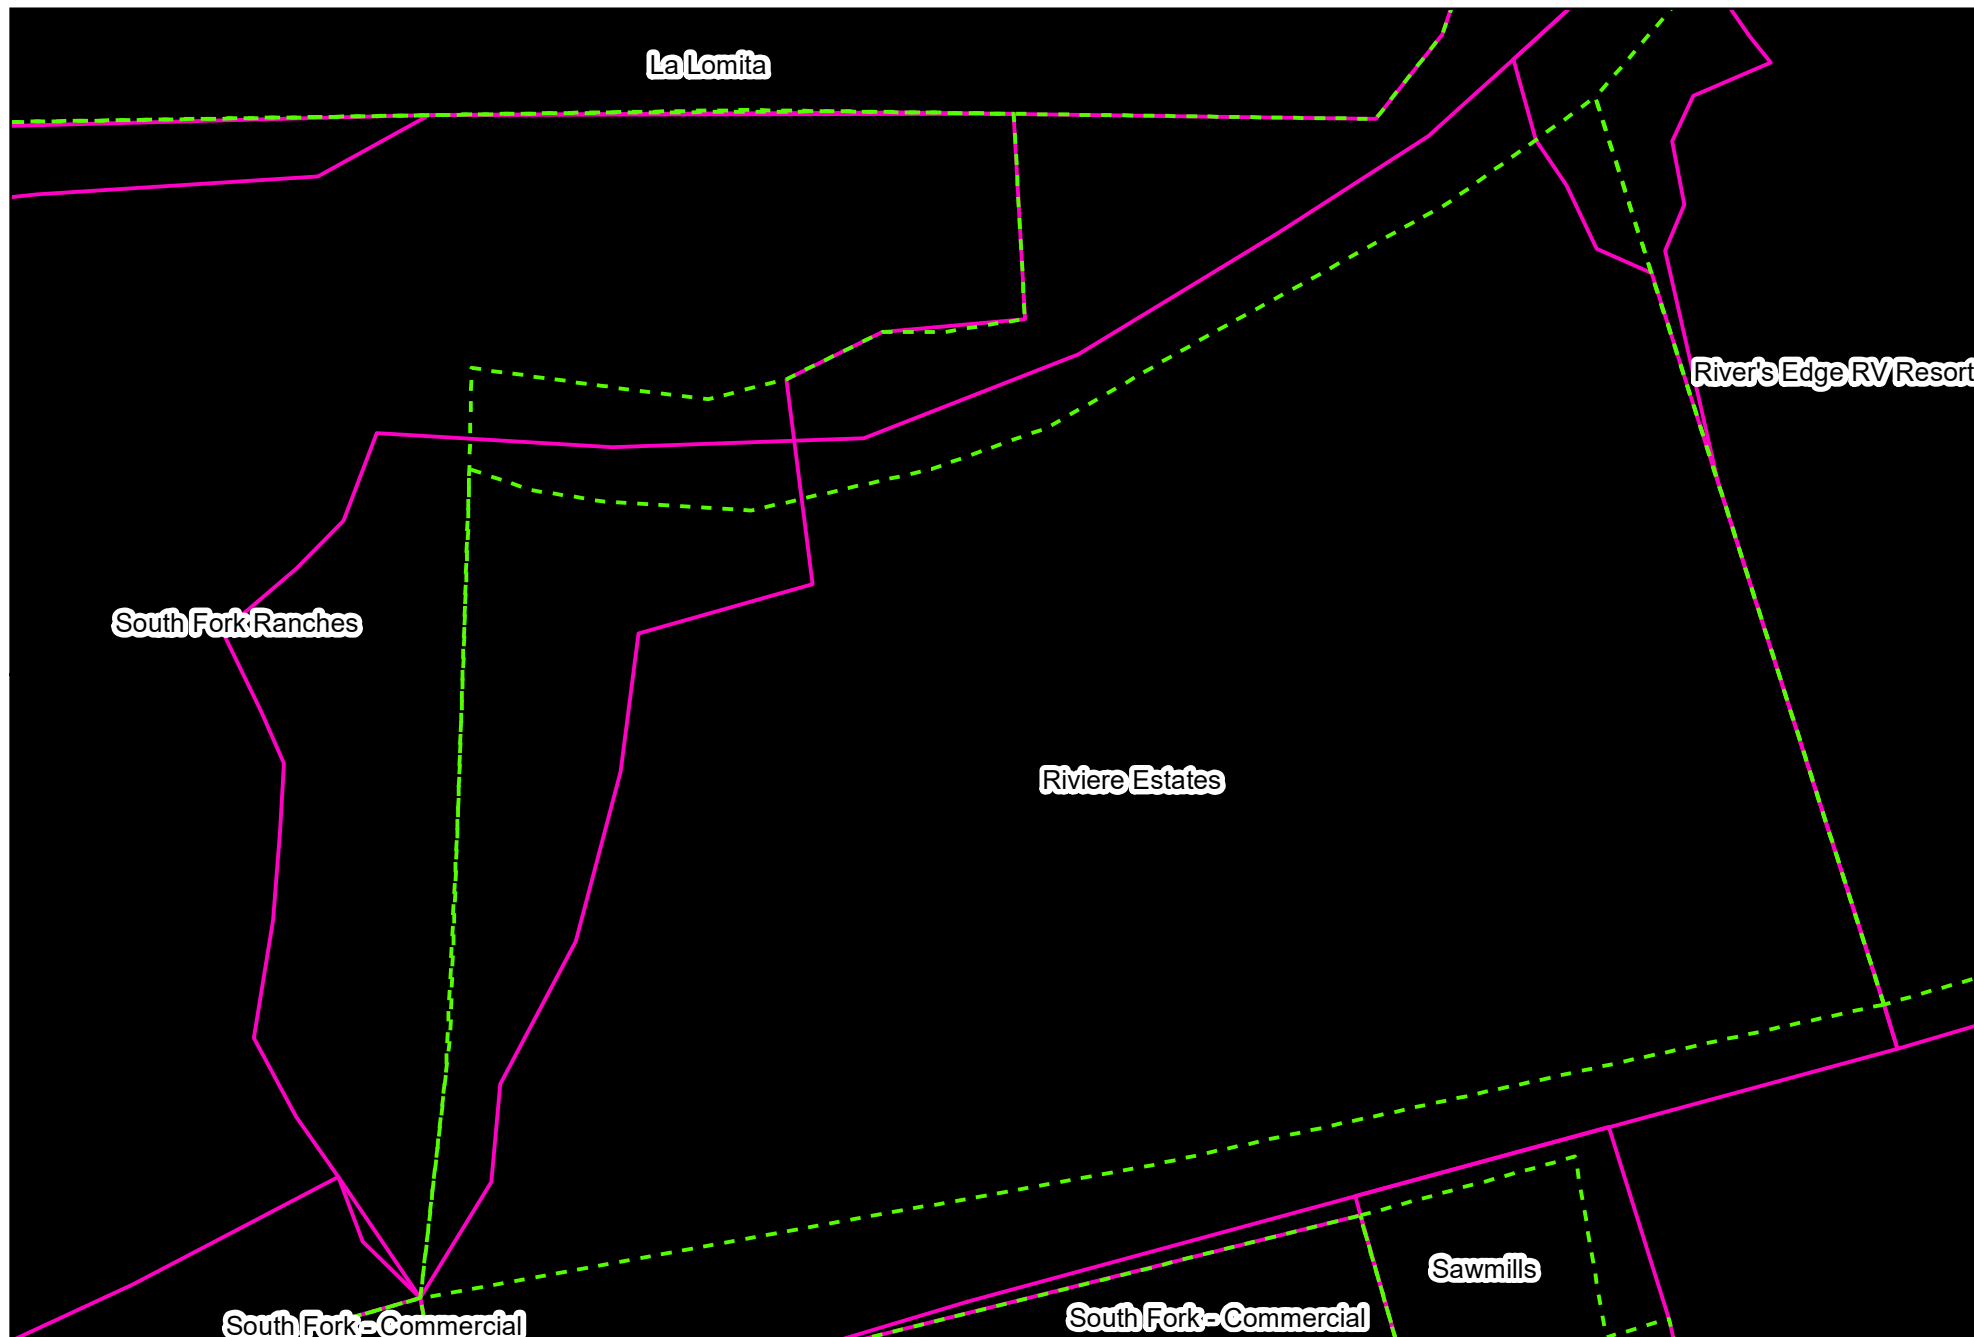 La Lomita
River's Edge RV Resort
South Fork Ranches
Riviere Estates
Sawmills
South Fork - Commercial
South Fork - Commercial